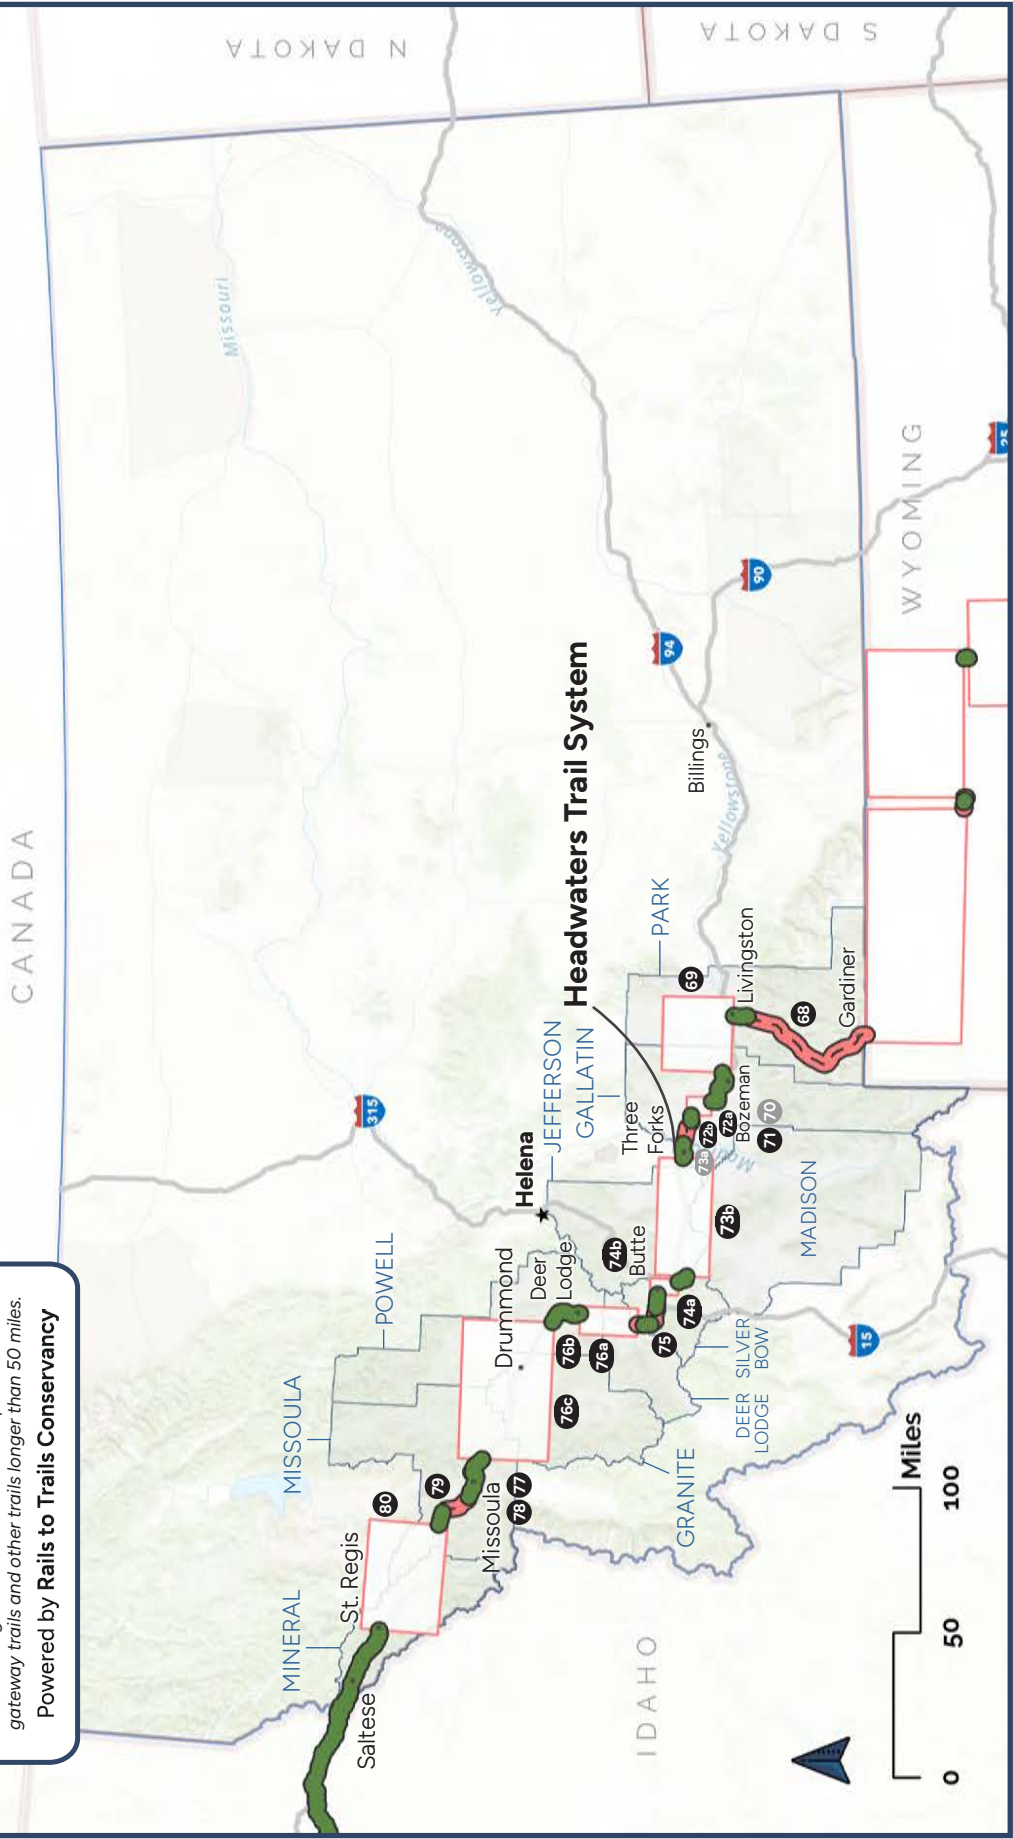 gateway trails and other trails longer than 50 miles.
Powered by Rails to Trails Conservancy
CANADA
N DAKOTA
S DAKOTA
WYOMING
IDAHO
Missouri
Yellowstone
Yellowstone
315
94
90
25
15
MINERAL
MISSOULA
POWELL
JEFFERSON
GALLATIN
PARK
MADISON
SILVER
BOW
DEER
LODGE
GRANITE
Saltese
St. Regis
Missoula
Drummond
Deer
Lodge
Helena
Butte
Three
Forks
Bozeman
Livingston
Gardiner
Billings
Headwaters Trail System
80
79
78
77
76c
76b
76a
75
74b
74a
73b
73a
72b
72a
71
70
69
68
0
50
100
Miles